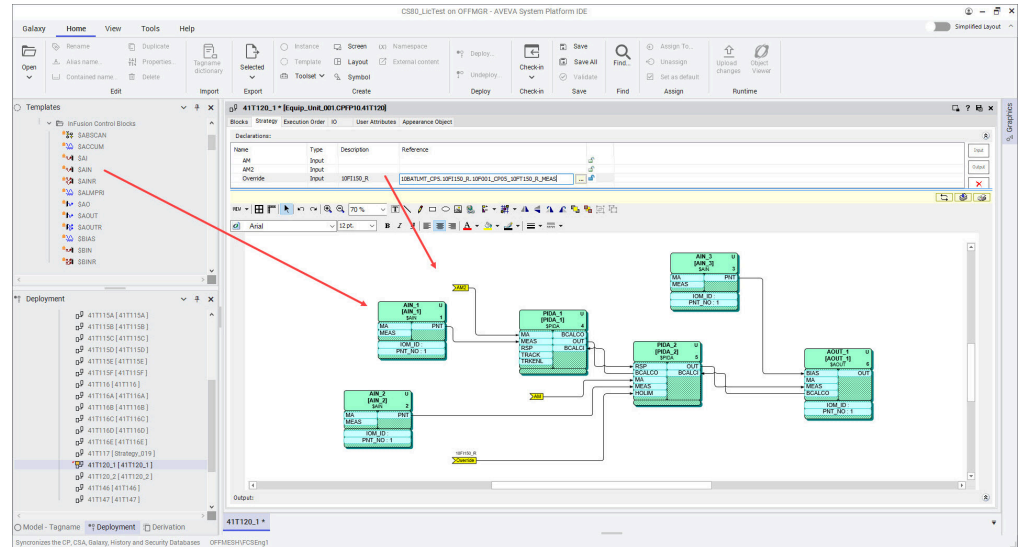 CS80_LicTest on OFFMGR - AVEVA System Platform IDE
Galaxy Home View Tools Help
Simplified Layout
Open
Rename
Alias name...
Contained name...
Duplicate
Properties...
Delete
Edit
Tagname dictionary
Import
Selected
Export
Instance
Template
Toolset
Screen
Layout
Symbol
Namespace
External content
Create
Deploy...
Undeploy...
Deploy
Check-in
Check-in
Save
Save All
Validate
Save
Find...
Find
Assign To...
Unassign
Set as default
Assign
Upload changes
Object Viewer
Runtime
Templates
InFusion Control Blocks
$ABSCAN
$ACCUM
$AI
$AIN
$AINR
$ALMPRI
$AO
$AOUT
$AOUTR
$BIAS
$BIN
$BINR
Deployment
41T115A [ 41T115A ]
41T115B [ 41T115B ]
41T115C [ 41T115C ]
41T115D [ 41T115D ]
41T115E [ 41T115E ]
41T115F [ 41T115F ]
41T116 [ 41T116 ]
41T116A [ 41T116A ]
41T116B [ 41T116B ]
41T116C [ 41T116C ]
41T116D [ 41T116D ]
41T116E [ 41T116E ]
41T117 [ Strategy_019 ]
41T120_1 [ 41T120_1 ]
41T120_2 [ 41T120_2 ]
41T146 [ 41T146 ]
41T147 [ 41T147 ]
Model - Tagname Deployment Derivation
Syncronizes the CP, CSA, Galaxy, History and Security Databases OFFMESH\FCSEng1
41T120_1 * [Equip_Unit_001.CPFP10.41T120]
Blocks Strategy Execution Order IO User Attributes Appearance Object
Declarations:
Name Type Description Reference
AM Input
AM2 Input
Override Input 10FI150_R 10BATLMT_CP5.10FI150_R.10F001_CP05_10FT150_R_MEAS ...
Input
Output
70 %
Arial 12 pt. B I U A
AIN_3 U
[AIN_3]
$AIN 3
MA PNT
MEAS
IOM_ID :
PNT_NO : 1
AM2
AIN_1 U
[AIN_1]
$AIN 1
MA PNT
MEAS
IOM_ID :
PNT_NO : 1
PIDA_1 U
[PIDA_1]
$PIDA 4
MA BCALCO
MEAS OUT
RSP BCALCI
TRACK
TRKENL
PIDA_2 U
[PIDA_2]
$PIDA 5
RSP OUT
BCALCO BCALCI
MA
MEAS
HOLIM
AOUT_1 U
[AOUT_1]
$AOUT 6
BIAS OUT
MA
MEAS
BCALCO
IOM_ID :
PNT_NO : 1
AM
AIN_2 U
[AIN_2]
$AIN 2
MA PNT
MEAS
IOM_ID :
PNT_NO : 1
10FI150_R
Override
Output:
41T120_1 *
Graphics